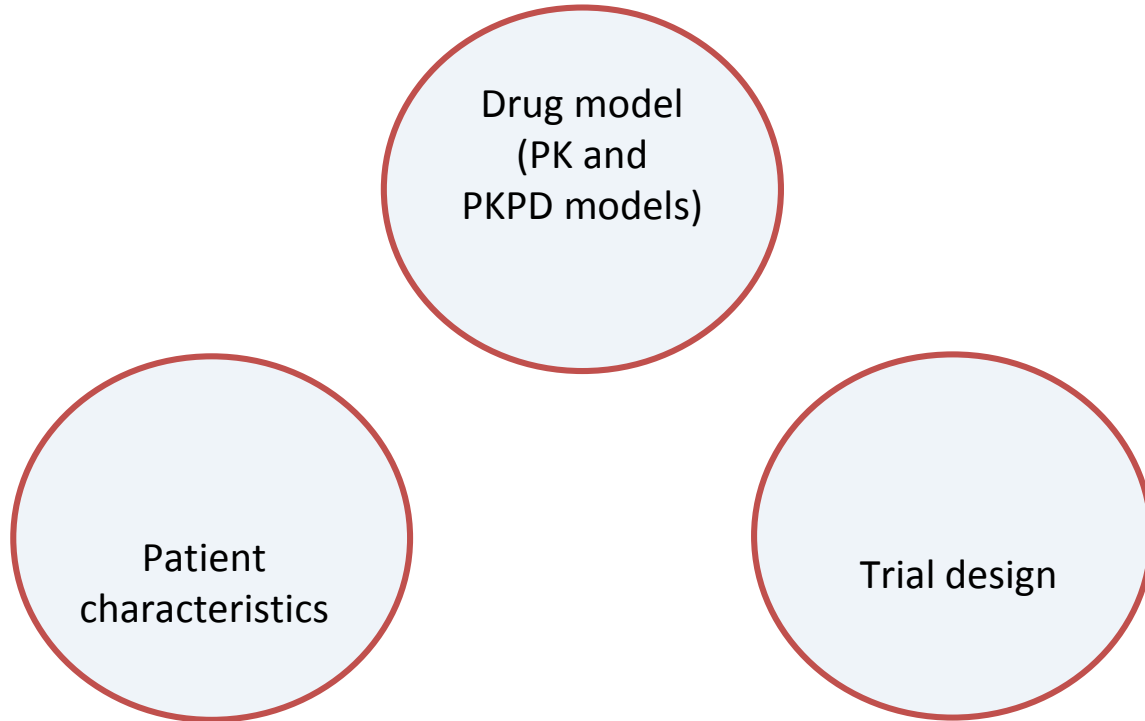 Drug model
(PK and
PKPD models)
Patient
characteristics
Trial design